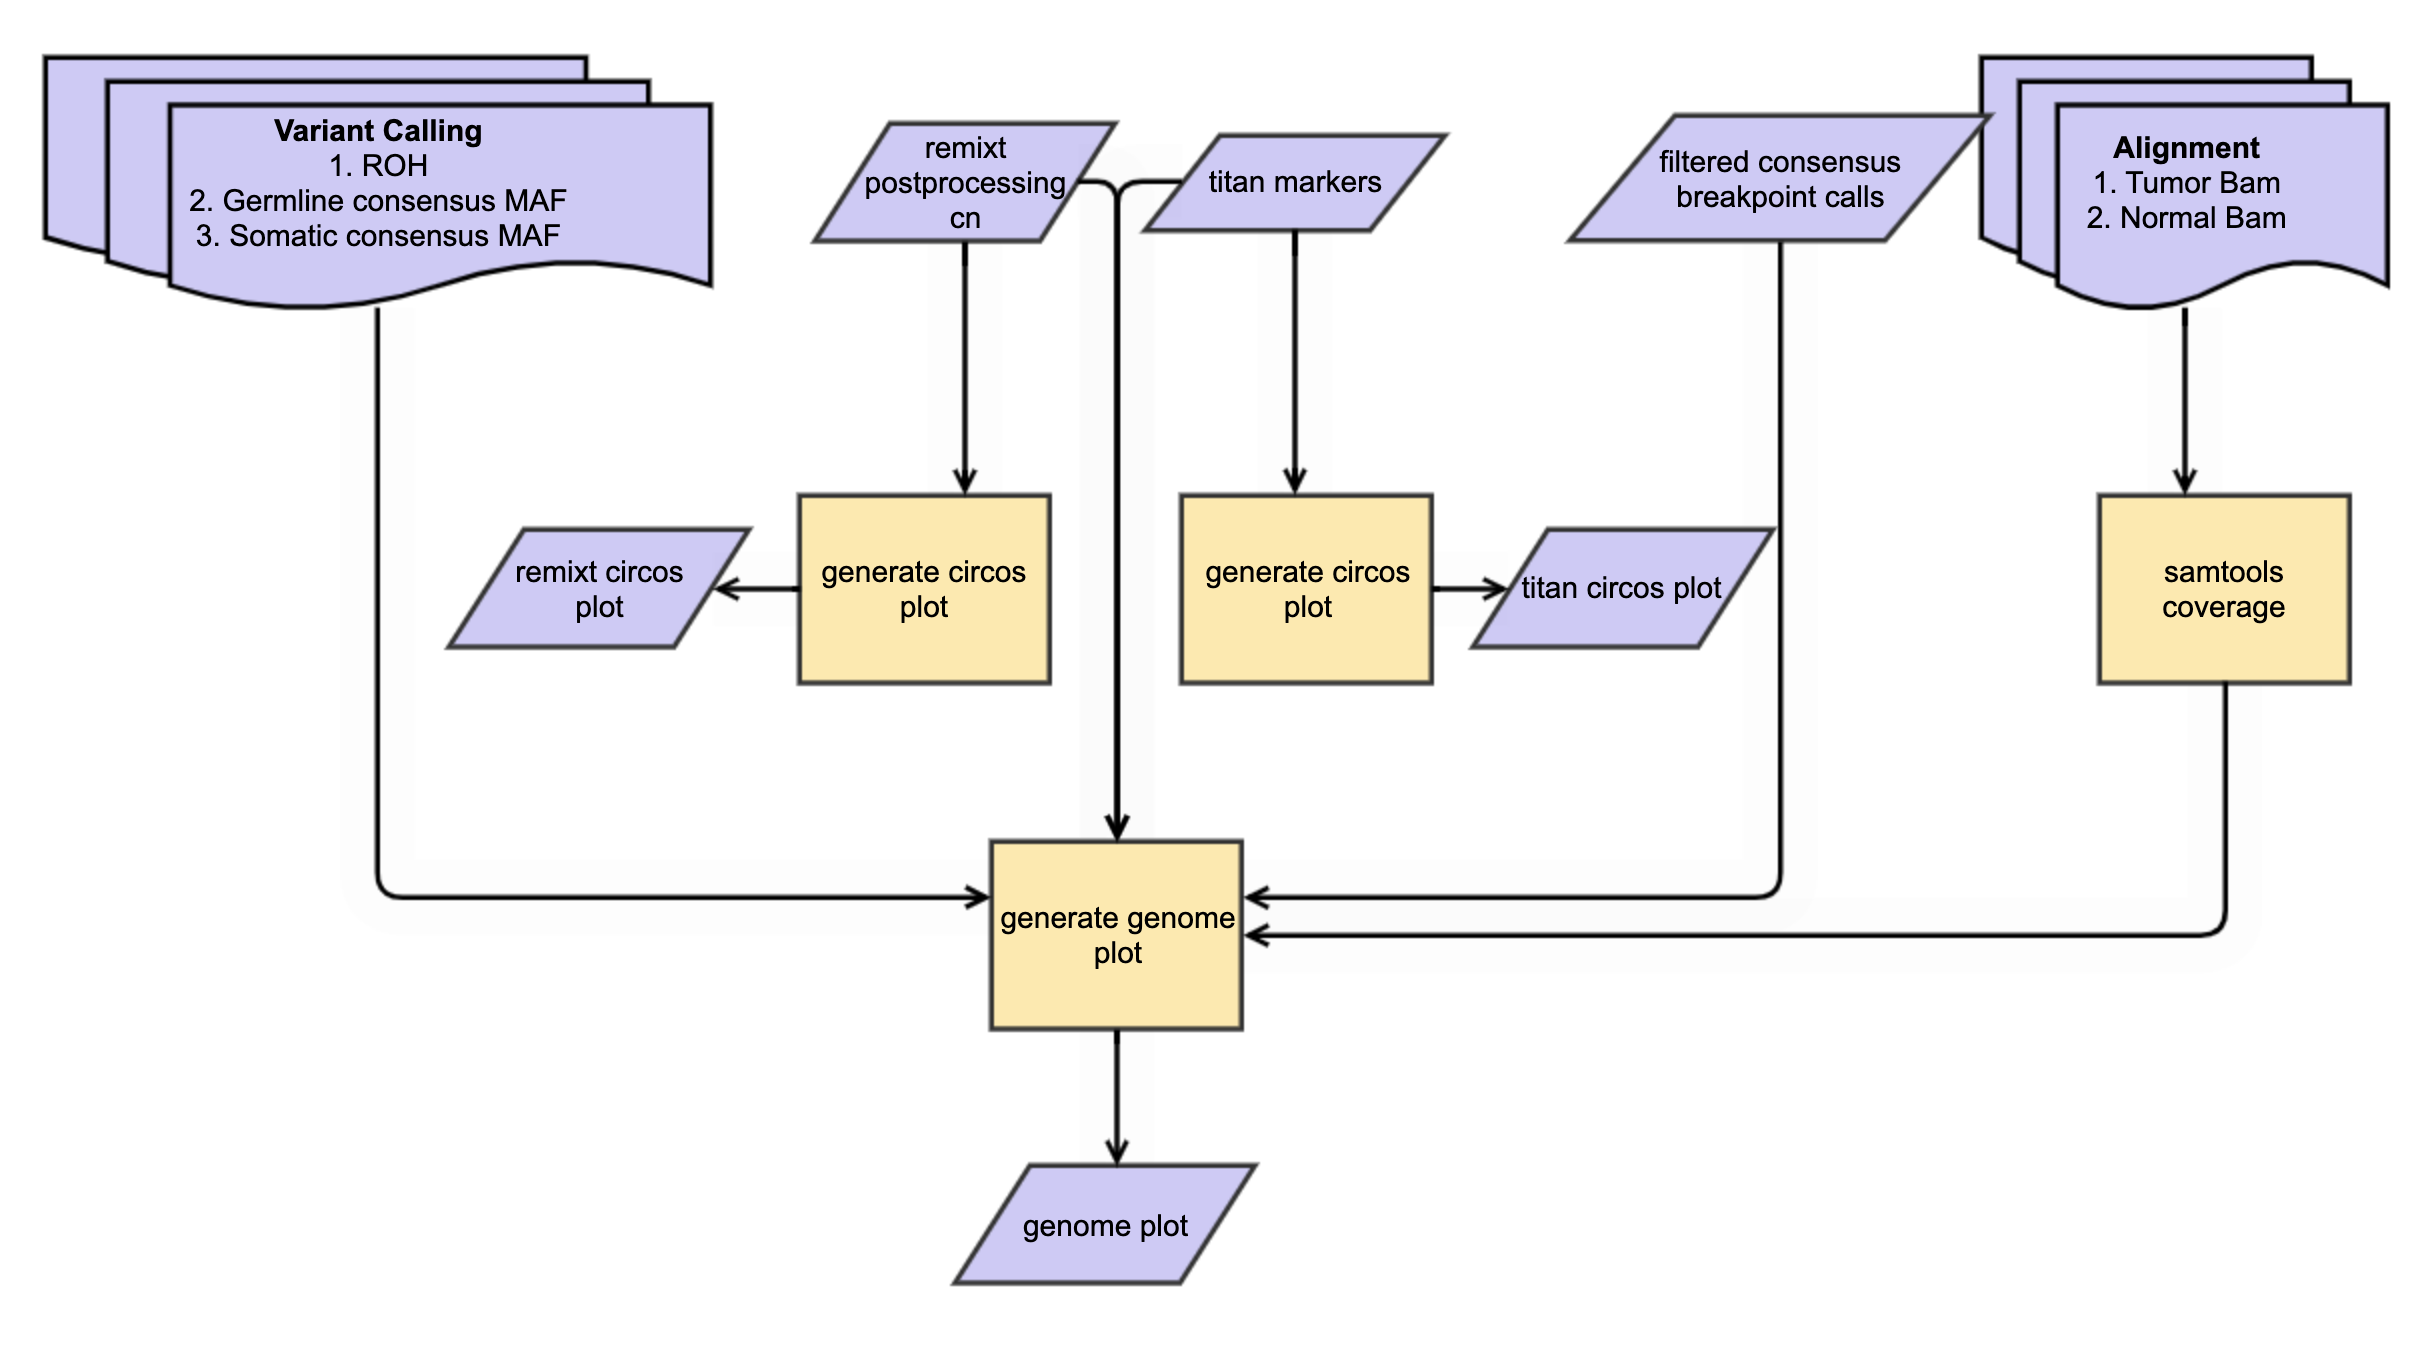 Variant Calling
1. ROH
2. Germline consensus MAF
3. Somatic consensus MAF
remixt
postprocessing
cn
titan markers
filtered consensus
breakpoint calls
Alignment
1. Tumor Bam
2. Normal Bam
remixt circos
plot
generate circos
plot
generate circos
plot
titan circos plot
samtools
coverage
generate genome
plot
genome plot